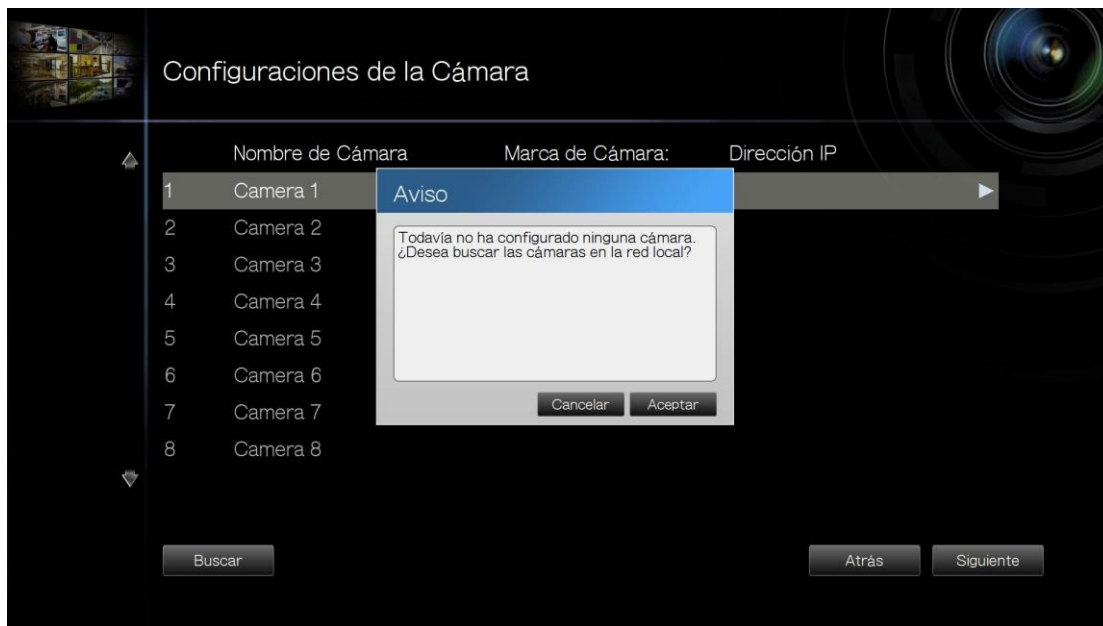 Configuraciones de la Cámara
Nombre de Cámara Marca de Cámara: Dirección IP
1 Camera 1
2 Camera 2
3 Camera 3
4 Camera 4
5 Camera 5
6 Camera 6
7 Camera 7
8 Camera 8
Aviso
Todavía no ha configurado ninguna cámara.
¿Desea buscar las cámaras en la red local?
Cancelar Aceptar
Buscar Atrás Siguiente